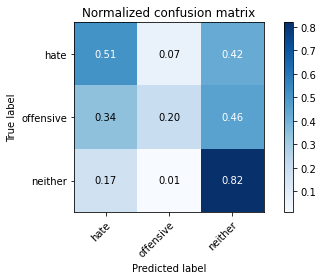 Normalized confusion matrix
True label
hate 0.51 0.07 0.42
offensive 0.34 0.20 0.46
neither 0.17 0.01 0.82
hate offensive neither
Predicted label
0.8
0.7
0.6
0.5
0.4
0.3
0.2
0.1